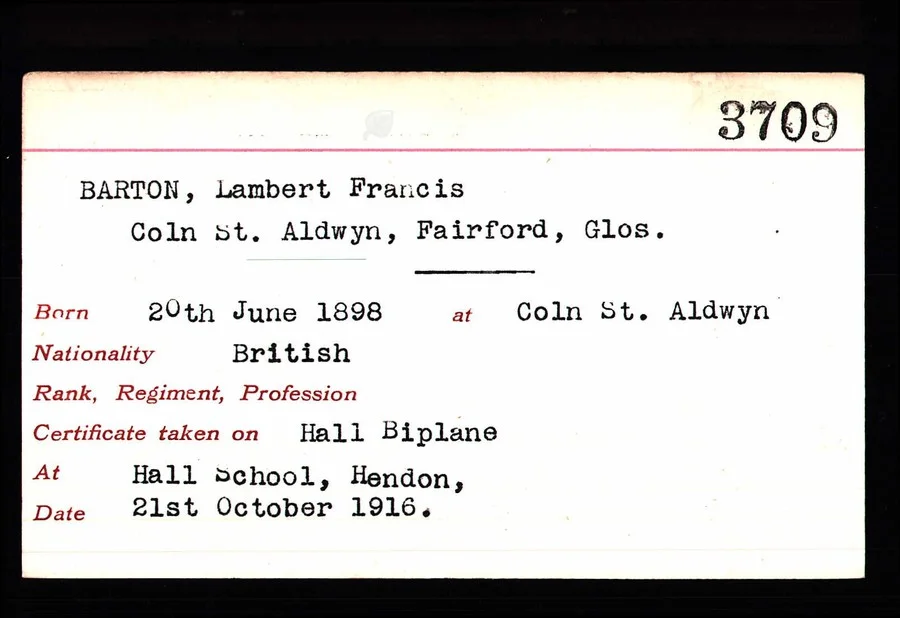 3709
BARTON, Lambert Francis
Coln St. Aldwyn, Fairford, Glos.
Born 20th June 1898 at Coln St. Aldwyn
Nationality British
Rank, Regiment, Profession
Certificate taken on Hall Biplane
At Hall School, Hendon,
Date 21st October 1916.